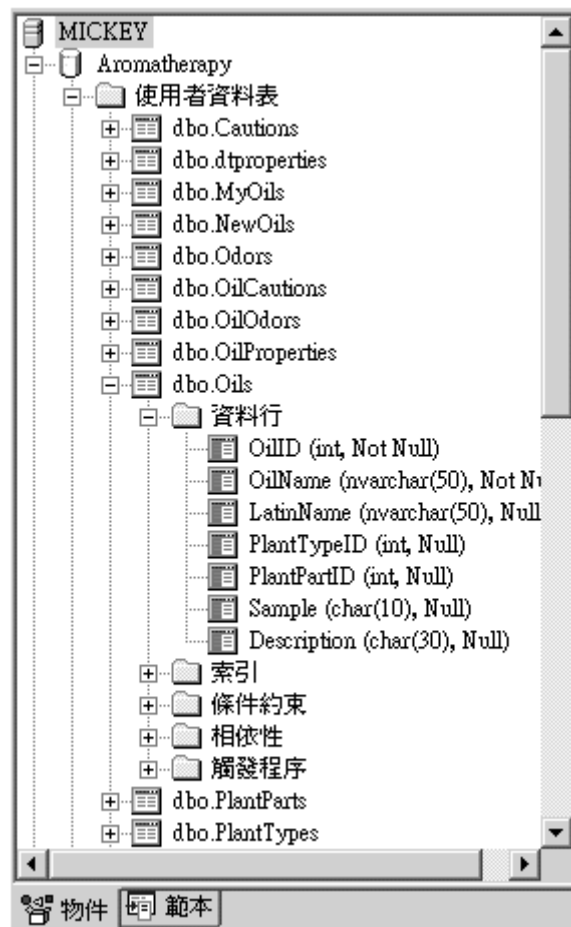 MICKEY
Aromatherapy
使用者資料表
dbo.Cautions
dbo.dtproperties
dbo.MyOils
dbo.NewOils
dbo.Odors
dbo.OilCautions
dbo.OilOdors
dbo.OilProperties
dbo.Oils
資料行
OilID (int, Not Null)
OilName (nvarchar(50), Not Nu
LatinName (nvarchar(50), Null
PlantTypeID (int, Null)
PlantPartID (int, Null)
Sample (char(10), Null)
Description (char(30), Null)
索引
條件約束
相依性
觸發程序
dbo.PlantParts
dbo.PlantTypes
物件 範本